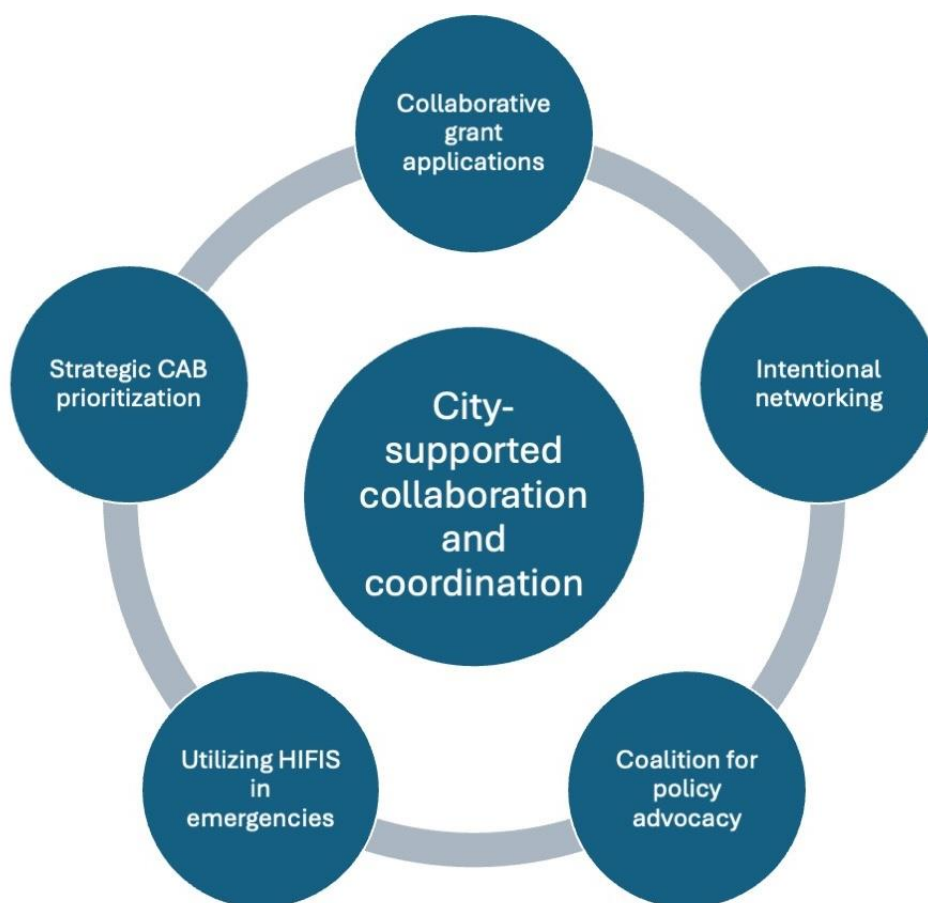 Collaborative
grant
applications
Intentional
networking
Coalition for
policy
advocacy
Utilizing HIFIS
in
emergencies
Strategic CAB
prioritization
City-
supported
collaboration
and
coordination